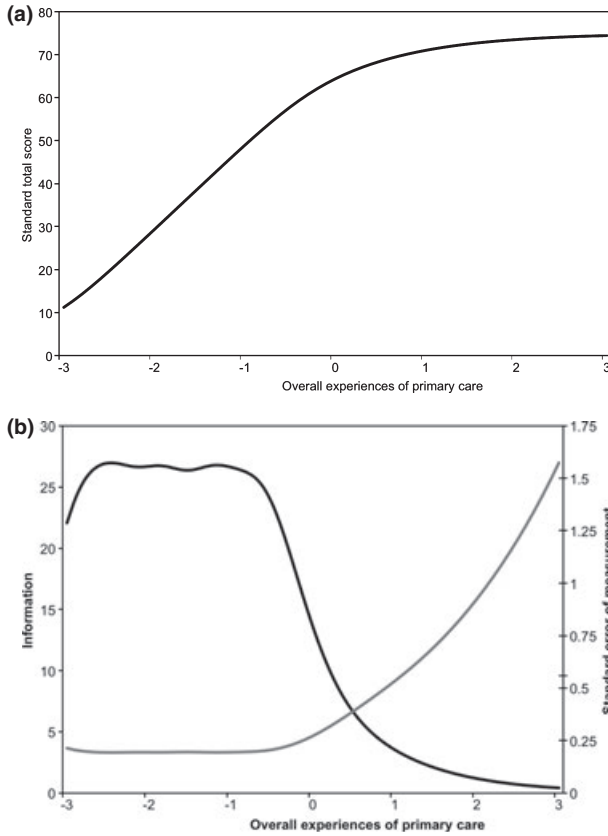 (a)
80
70
60
50
40
30
20
10
0
Standard total score
-3 -2 -1 0 1 2 3
Overall experiences of primary care
(b)
30
25
20
15
10
5
0
Information
1.75
1.5
1.25
1
0.75
0.5
0.25
0
Standard error of measurement
-3 -2 -1 0 1 2 3
Overall experiences of primary care